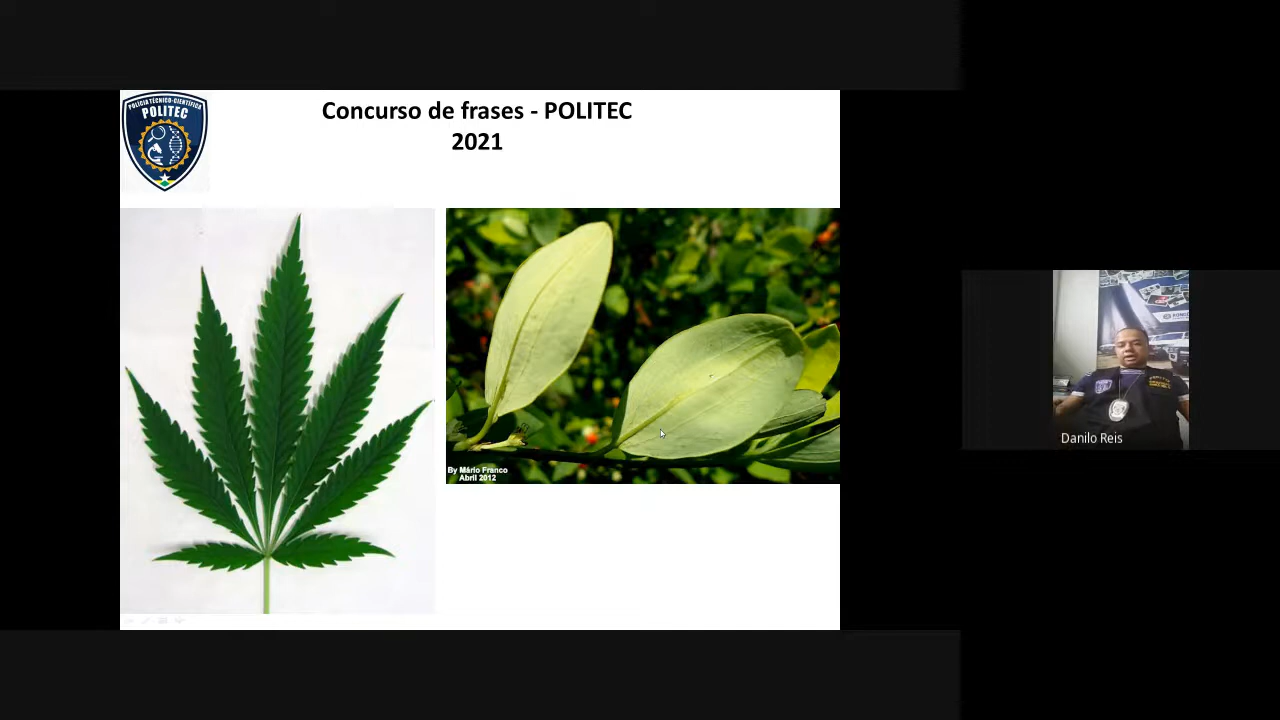 POLÍCIA TÉCNICO-CIENTÍFICA
POLITEC
Concurso de frases - POLITEC
2021
By Mário Franco
Abril 2012
Danilo Reis